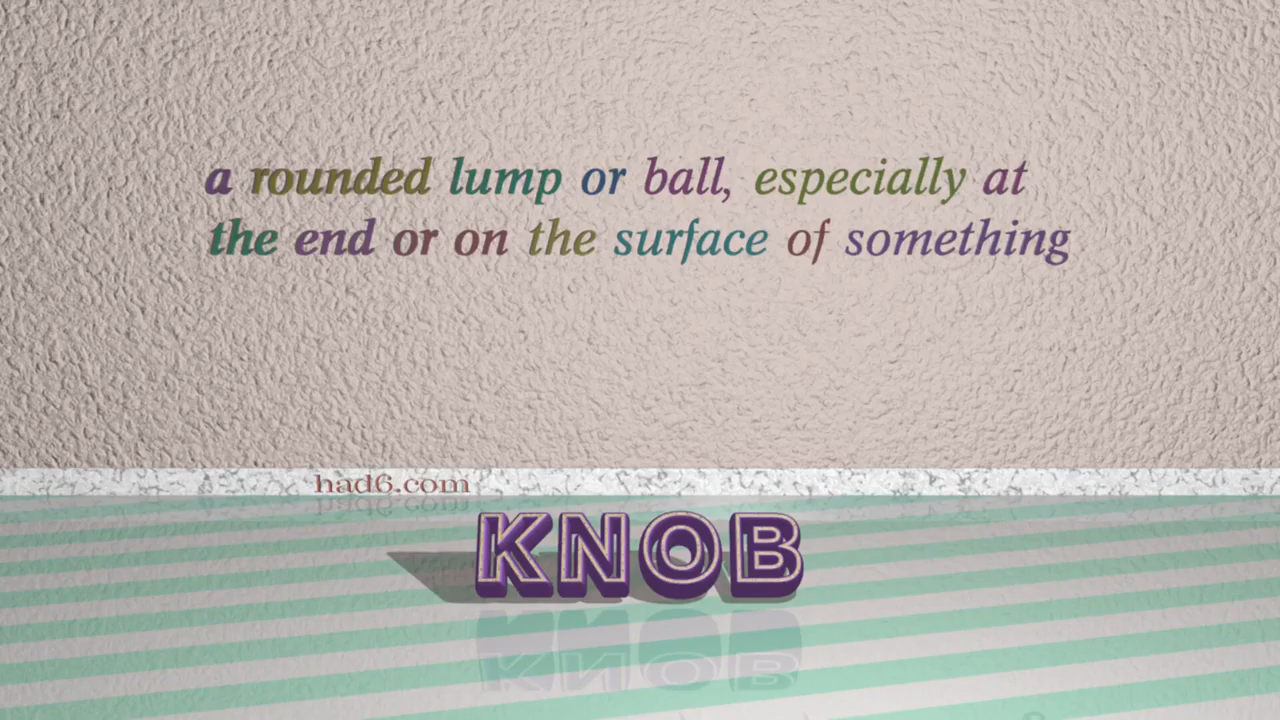 a rounded lump or ball, especially at
the end or on the surface of something
had6.com
KNOB